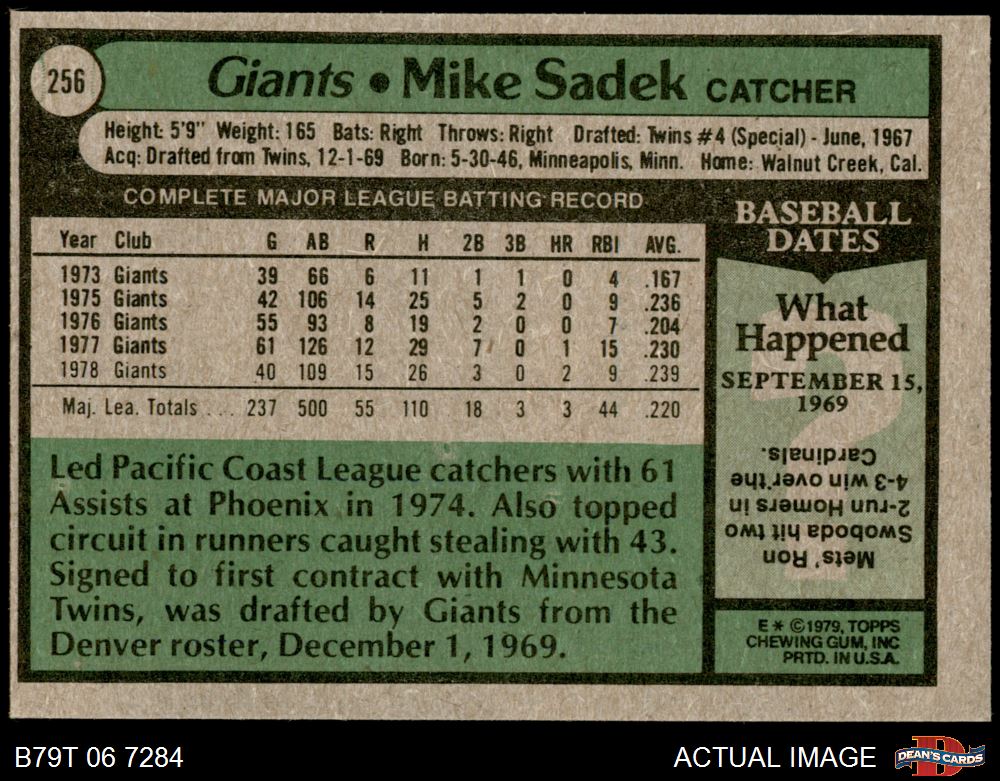 256
Giants • Mike Sadek CATCHER
Height: 5'9" Weight: 165 Bats: Right Throws: Right Drafted: Twins #4 (Special) - June, 1967
Acq: Drafted from Twins, 12-1-69 Born: 5-30-46, Minneapolis, Minn. Home: Walnut Creek, Cal.
COMPLETE MAJOR LEAGUE BATTING RECORD
Year Club G AB R H 2B 3B HR RBI AVG.
1973 Giants 39 66 6 11 1 1 0 4 .167
1975 Giants 42 106 14 25 5 2 0 9 .236
1976 Giants 55 93 8 19 2 0 0 7 .204
1977 Giants 61 126 12 29 7 0 1 15 .230
1978 Giants 40 109 15 26 3 0 2 9 .239
Maj. Lea. Totals . . . 237 500 55 110 18 3 3 44 .220
Led Pacific Coast League catchers with 61
Assists at Phoenix in 1974. Also topped
circuit in runners caught stealing with 43.
Signed to first contract with Minnesota
Twins, was drafted by Giants from the
Denver roster, December 1, 1969.
BASEBALL
DATES
What
Happened
SEPTEMBER 15,
1969
Mets' Ron
Swoboda hit two
2-run Homers in
4-3 win over the
Cardinals.
E * ©1979, TOPPS
CHEWING GUM, INC
PRTD. IN U.S.A.
B79T 06 7284
ACTUAL IMAGE
D
DEAN'S CARDS